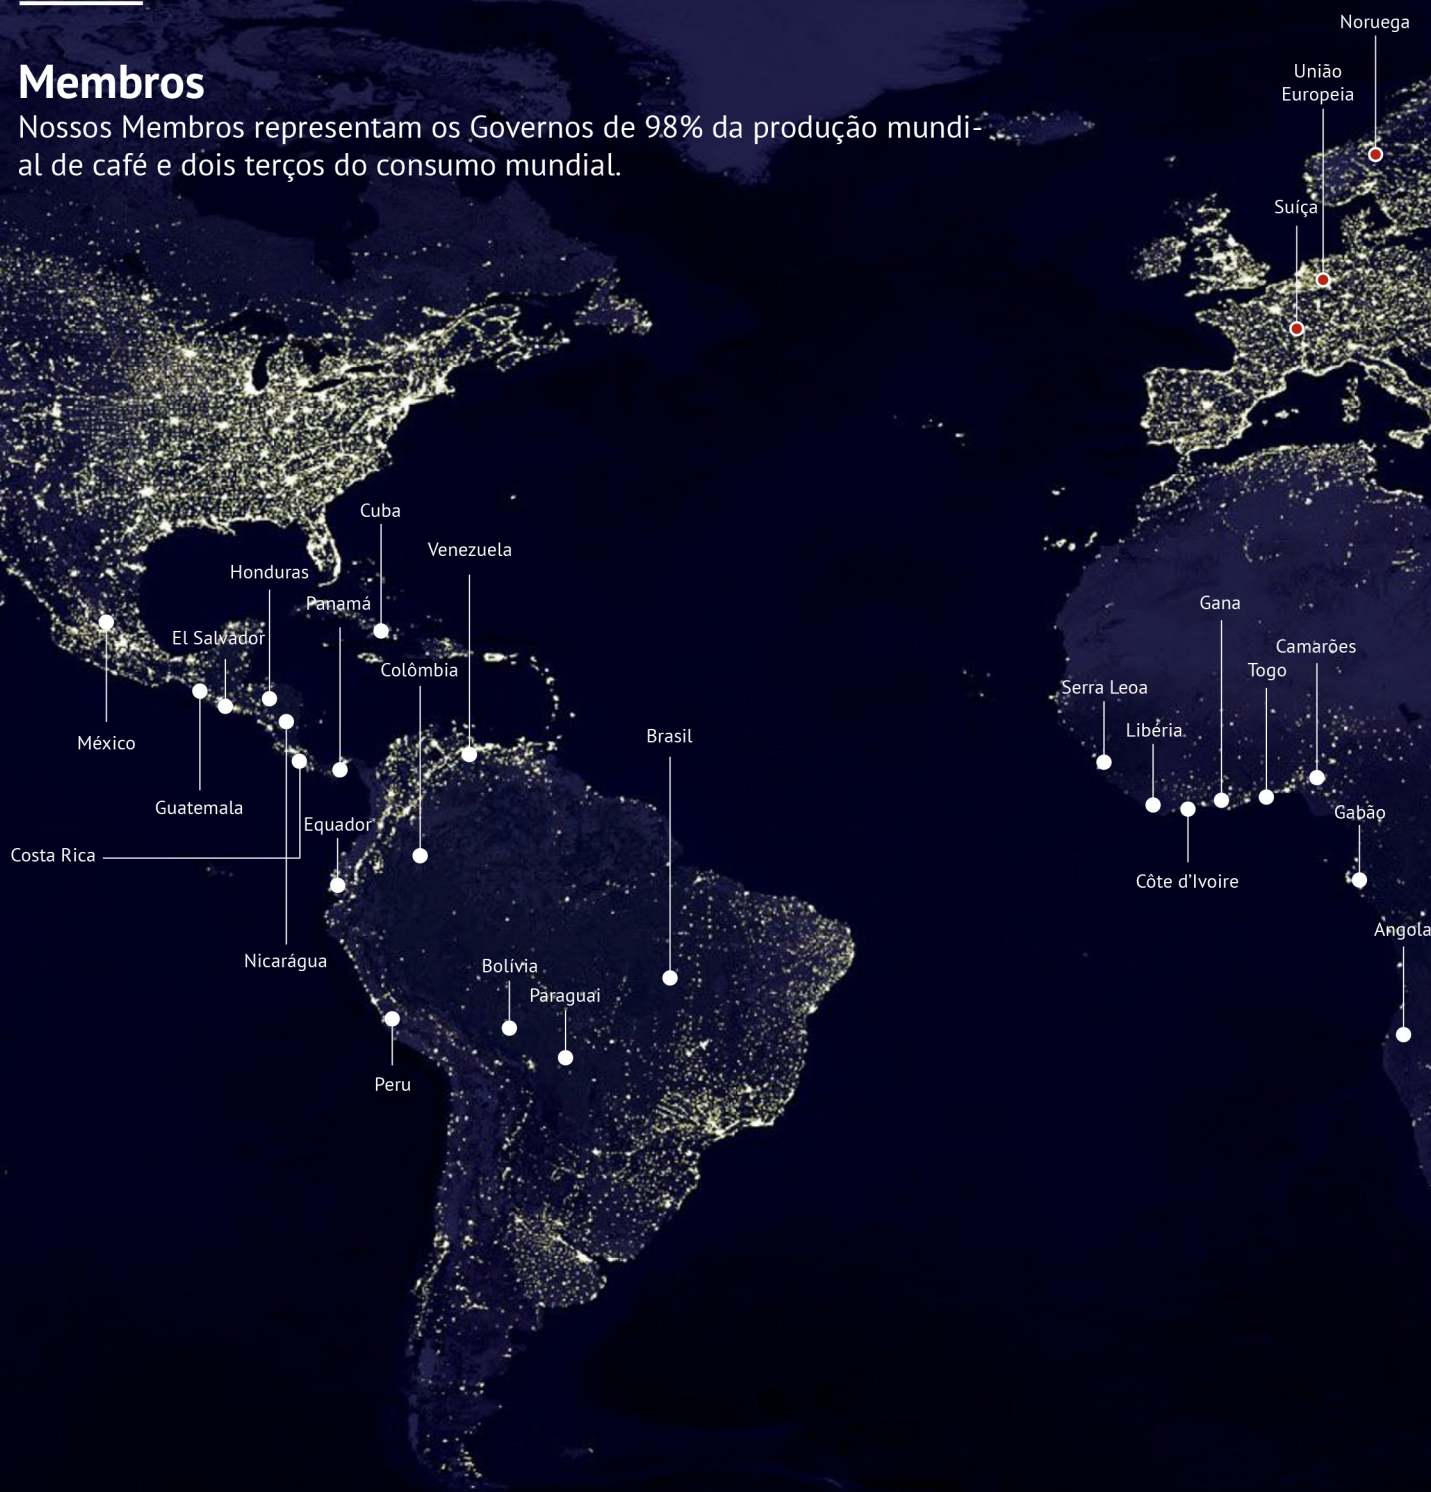 Membros
Nossos Membros representam os Governos de 98% da produção mundi-
al de café e dois terços do consumo mundial.
Noruega
União
Europeia
Suíça
Cuba
Venezuela
Honduras
Panamá
El Salvador
Colômbia
México
Guatemala
Equador
Costa Rica
Nicarágua
Brasil
Bolívia
Paraguai
Peru
Gana
Camarões
Togo
Serra Leoa
Libéria
Gabão
Côte d'Ivoire
Angola